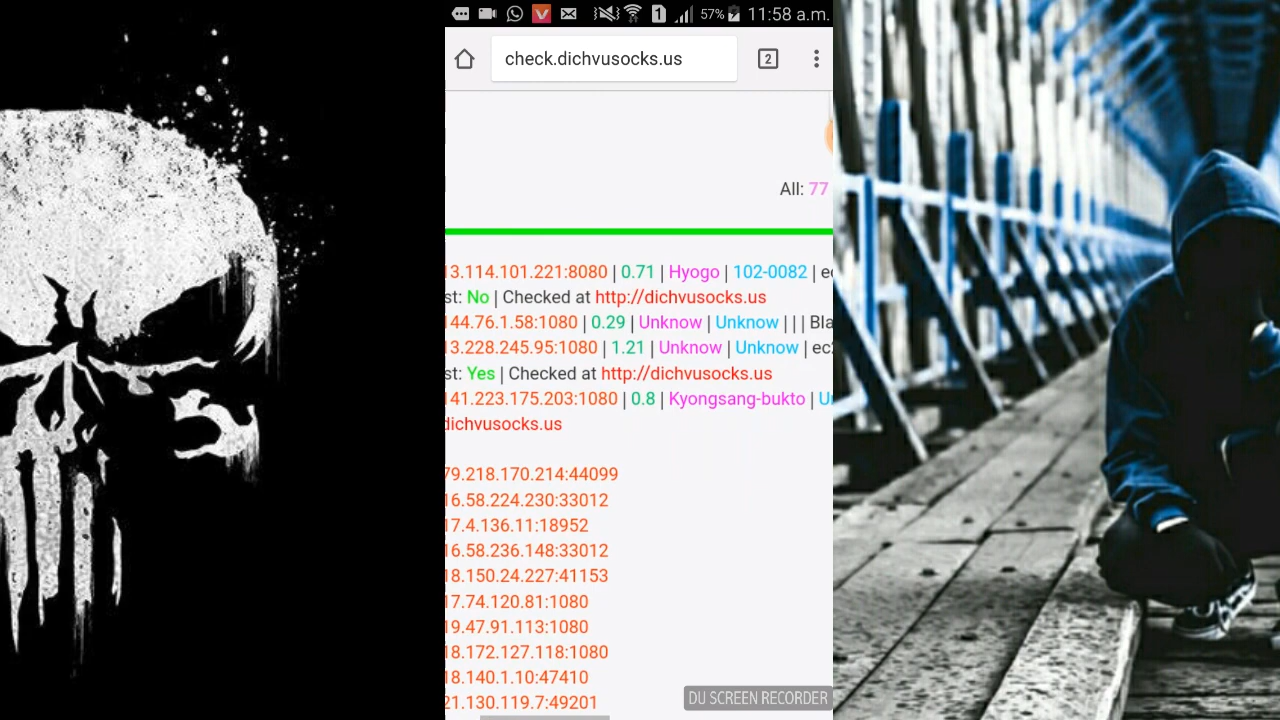 1 57% 11:58 a.m.
check.dichvusocks.us 2
All: 77
13.114.101.221:8080 | 0.71 | Hyogo | 102-0082 |
st: No | Checked at http://dichvusocks.us
144.76.1.58:1080 | 0.29 | Unknow | Unknow | | | Bla
13.228.245.95:1080 | 1.21 | Unknow | Unknow |
st: Yes | Checked at http://dichvusocks.us
141.223.175.203:1080 | 0.8 | Kyongsang-bukto |
dichvusocks.us
79.218.170.214:44099
16.58.224.230:33012
17.4.136.11:18952
16.58.236.148:33012
18.150.24.227:41153
17.74.120.81:1080
19.47.91.113:1080
18.172.127.118:1080
18.140.1.10:47410
21.130.119.7:49201
DU SCREEN RECORDER